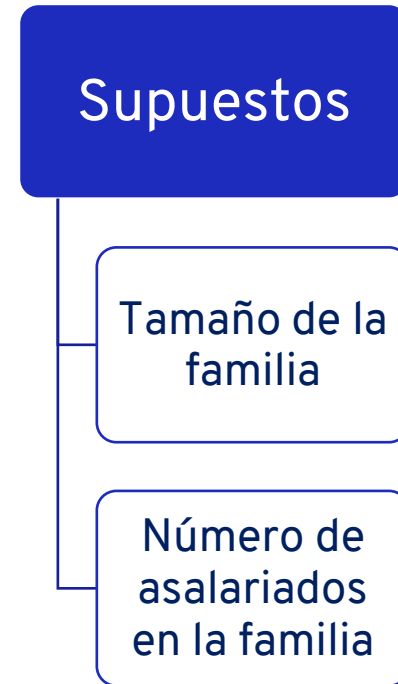 Supuestos
Tamaño de la
familia
Número de
asalariados
en la familia